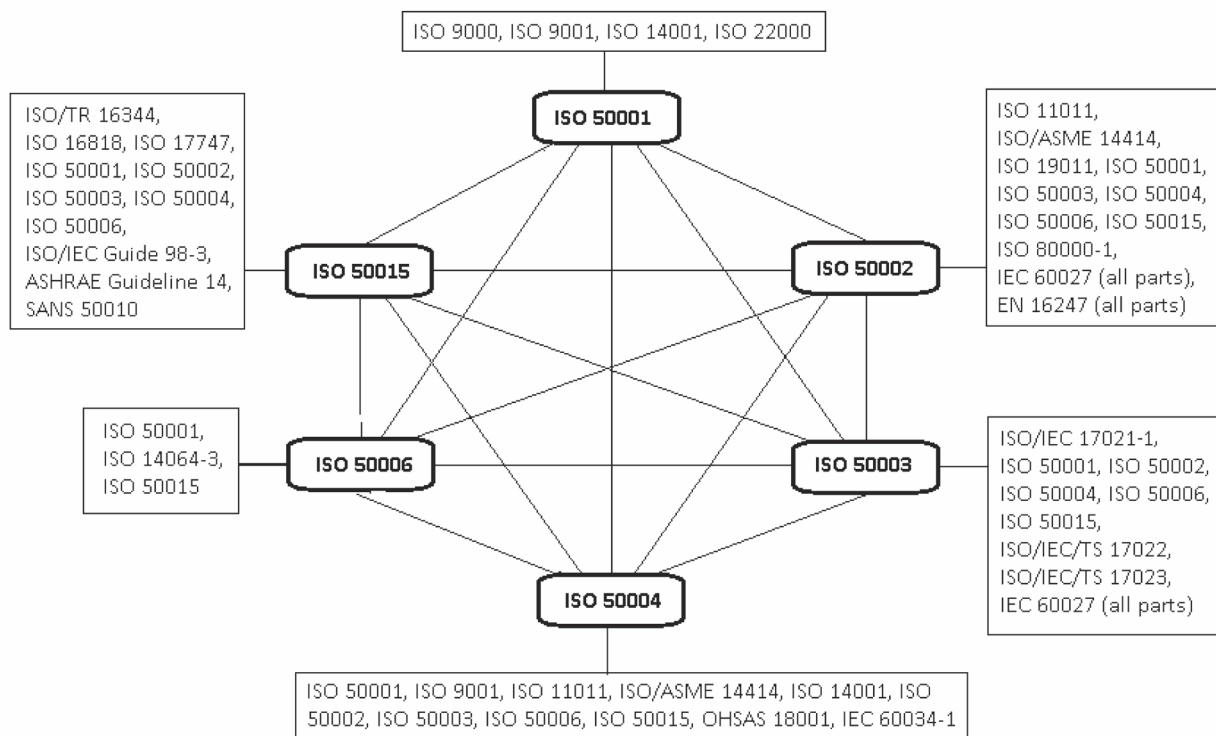 ISO 9000, ISO 9001, ISO 14001, ISO 22000
ISO 50001
ISO/TR 16344,
ISO 16818, ISO 17747,
ISO 50001, ISO 50002,
ISO 50003, ISO 50004,
ISO 50006,
ISO/IEC Guide 98-3,
ASHRAE Guideline 14,
SANS 50010
ISO 50015
ISO 50002
ISO 11011,
ISO/ASME 14414,
ISO 19011, ISO 50001,
ISO 50003, ISO 50004,
ISO 50006, ISO 50015,
ISO 80000-1,
IEC 60027 (all parts),
EN 16247 (all parts)
ISO 50001,
ISO 14064-3,
ISO 50015
ISO 50006
ISO 50003
ISO/IEC 17021-1,
ISO 50001, ISO 50002,
ISO 50004, ISO 50006,
ISO 50015,
ISO/IEC/TS 17022,
ISO/IEC/TS 17023,
IEC 60027 (all parts)
ISO 50004
ISO 50001, ISO 9001, ISO 11011, ISO/ASME 14414, ISO 14001, ISO
50002, ISO 50003, ISO 50006, ISO 50015, OHSAS 18001, IEC 60034-1